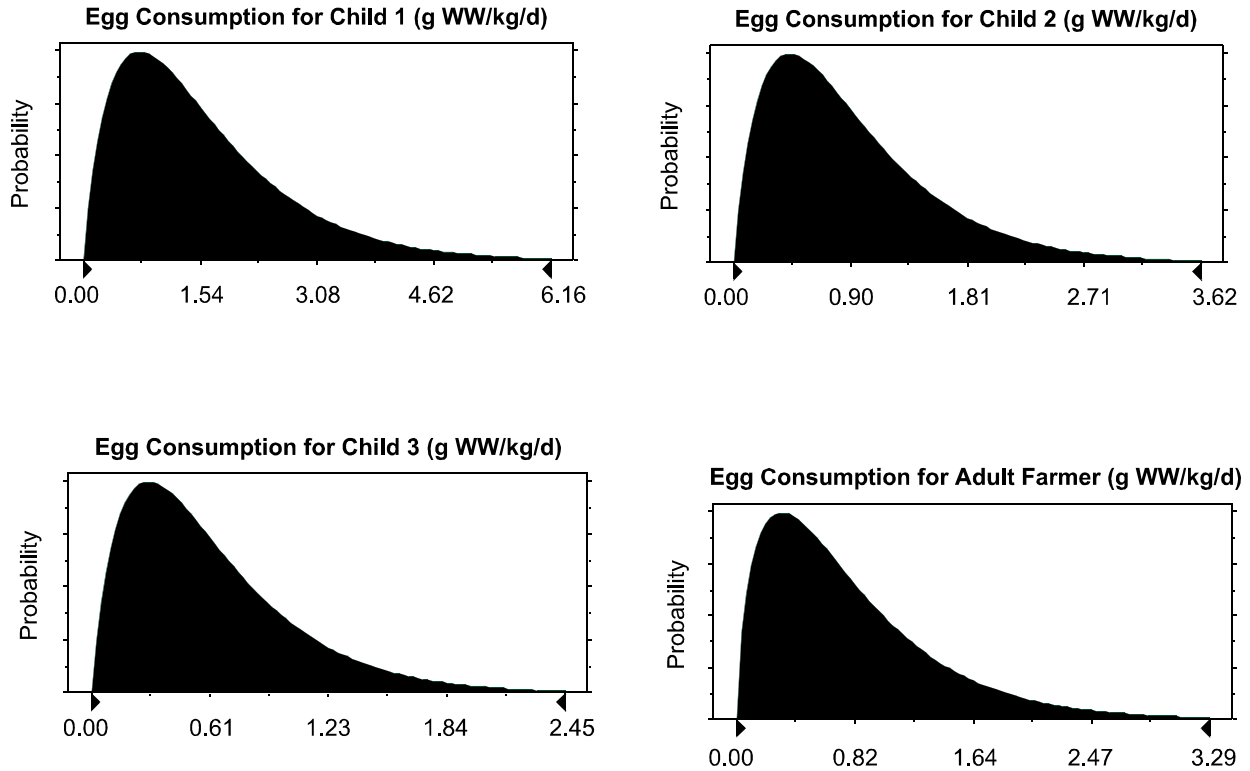 Egg Consumption for Child 1 (g WW/kg/d)
Probability
0.00 1.54 3.08 4.62 6.16
Egg Consumption for Child 2 (g WW/kg/d)
Probability
0.00 0.90 1.81 2.71 3.62
Egg Consumption for Child 3 (g WW/kg/d)
Probability
0.00 0.61 1.23 1.84 2.45
Egg Consumption for Adult Farmer (g WW/kg/d)
Probability
0.00 0.82 1.64 2.47 3.29